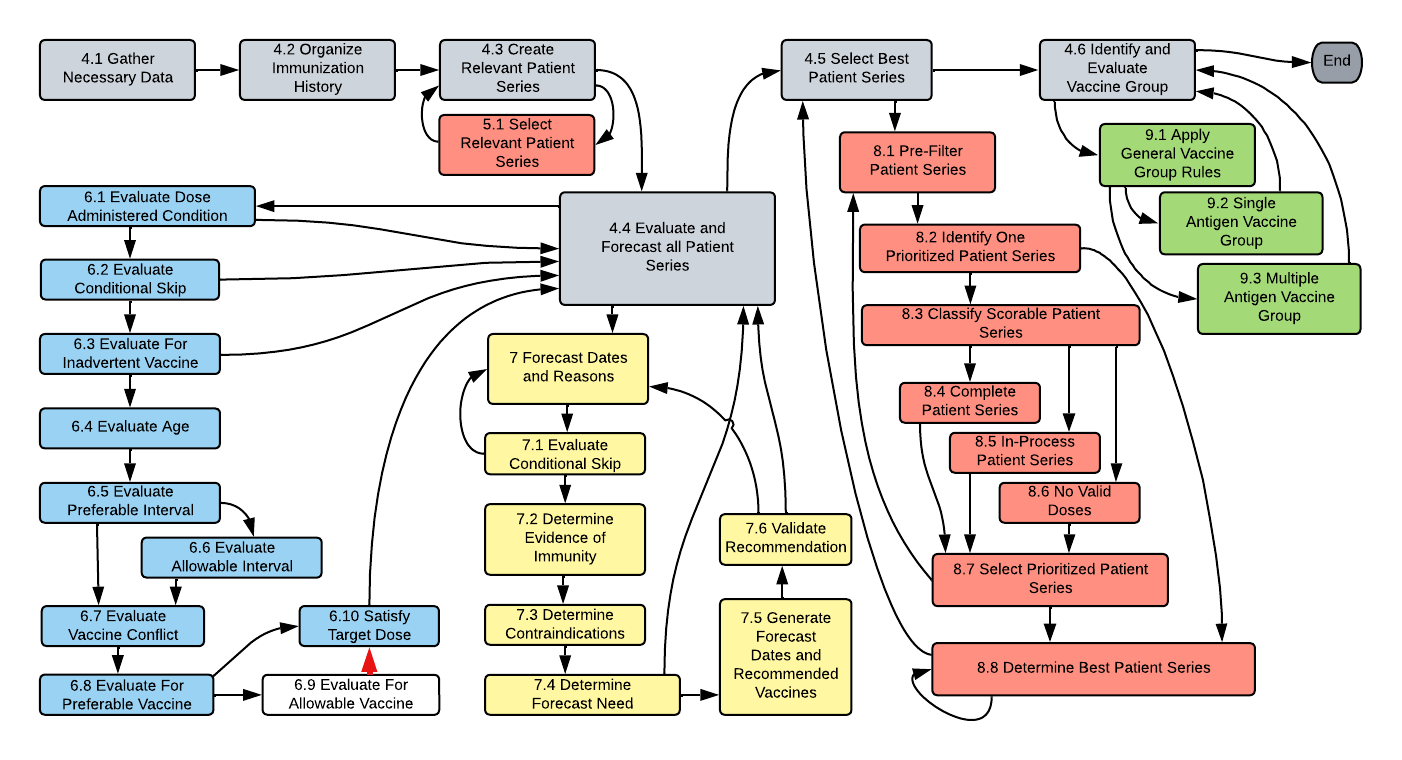 4.1 Gather
Necessary Data
4.2 Organize
Immunization
History
4.3 Create
Relevant Patient
Series
5.1 Select
Relevant Patient
Series
4.5 Select Best
Patient Series
4.6 Identify and
Evaluate
Vaccine Group
End
6.1 Evaluate Dose
Administered Condition
6.2 Evaluate
Conditional Skip
6.3 Evaluate For
Inadvertent Vaccine
6.4 Evaluate Age
6.5 Evaluate
Preferable Interval
6.6 Evaluate
Allowable Interval
6.7 Evaluate
Vaccine Conflict
6.8 Evaluate For
Preferable Vaccine
6.9 Evaluate For
Allowable Vaccine
6.10 Satisfy
Target Dose
4.4 Evaluate and
Forecast all Patient
Series
7 Forecast Dates
and Reasons
7.1 Evaluate
Conditional Skip
7.2 Determine
Evidence of
Immunity
7.3 Determine
Contraindications
7.4 Determine
Forecast Need
7.5 Generate
Forecast
Dates and
Recommended
Vaccines
7.6 Validate
Recommendation
8.1 Pre-Filter
Patient Series
8.2 Identify One
Prioritized Patient Series
8.3 Classify Scorable Patient
Series
8.4 Complete
Patient Series
8.5 In-Process
Patient Series
8.6 No Valid
Doses
8.7 Select Prioritized Patient
Series
8.8 Determine Best Patient Series
9.1 Apply
General Vaccine
Group Rules
9.2 Single
Antigen Vaccine
Group
9.3 Multiple
Antigen Vaccine
Group